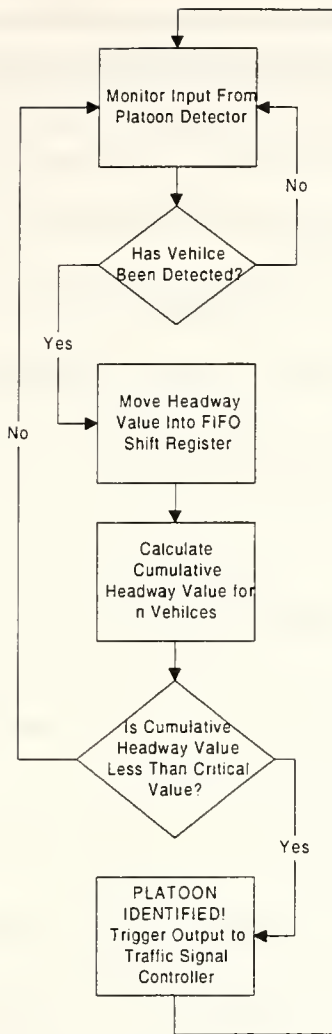 Monitor Input From
Platoon Detector
No
Has Vehilce
Been Detected?
Yes
No
Move Headway
Value Into FIFO
Shift Register
Calculate
Cumulative
Headway Value for
n Vehilces
Is Cumulative
Headway Value
Less Than Critical
Value?
Yes
PLATOON
IDENTIFIED!
Trigger Output to
Traffic Signal
Controller